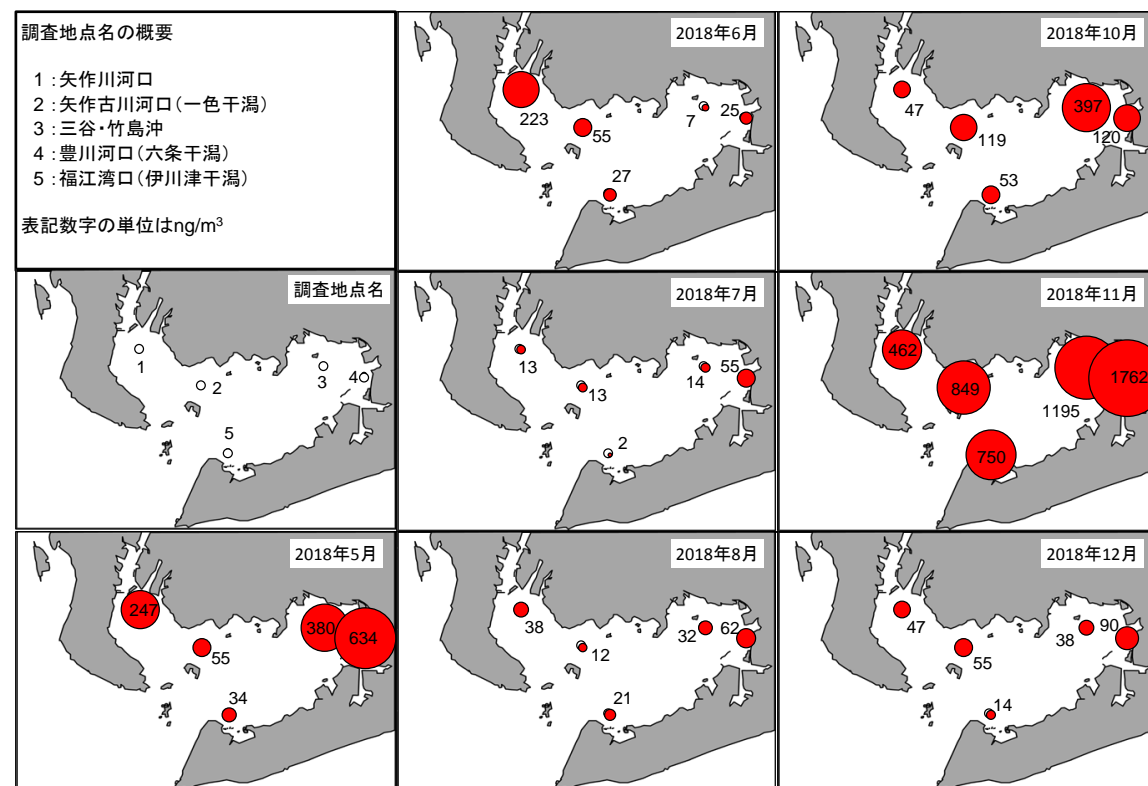 調査地点名の概要
1：矢作川河口
2：矢作古川河口(一色干潟)
3：三谷・竹島沖
4：豊川河口(六条干潟)
5：福江湾口(伊川津干潟)
表記数字の単位はng/m³
2018年6月
223
55
7
25
27
2018年10月
47
119
397
120
53
調査地点名
1
2
3
4
5
2018年7月
13
13
14
55
2
2018年11月
462
849
1195
1762
750
2018年5月
247
55
380
634
34
2018年8月
38
12
32
62
21
2018年12月
47
55
38
90
14